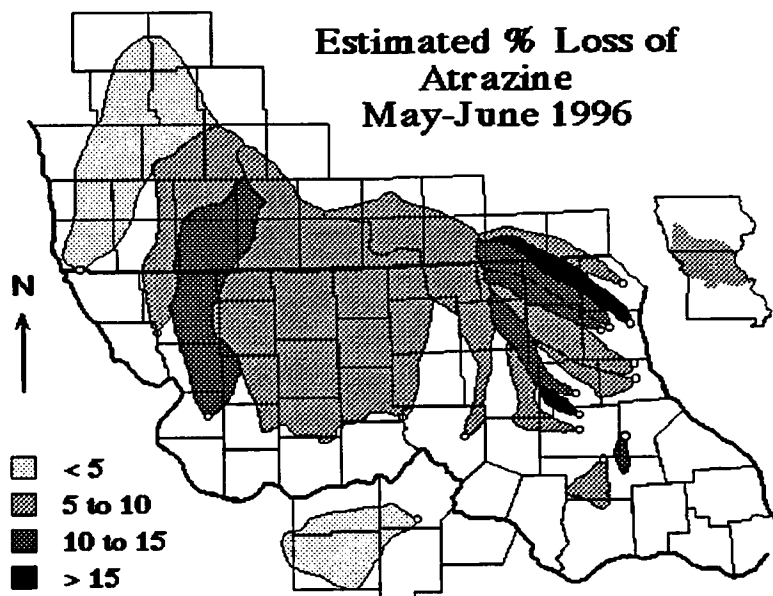 Estimated % Loss of
Atrazine
May-June 1996
N
< 5
5 to 10
10 to 15
> 15